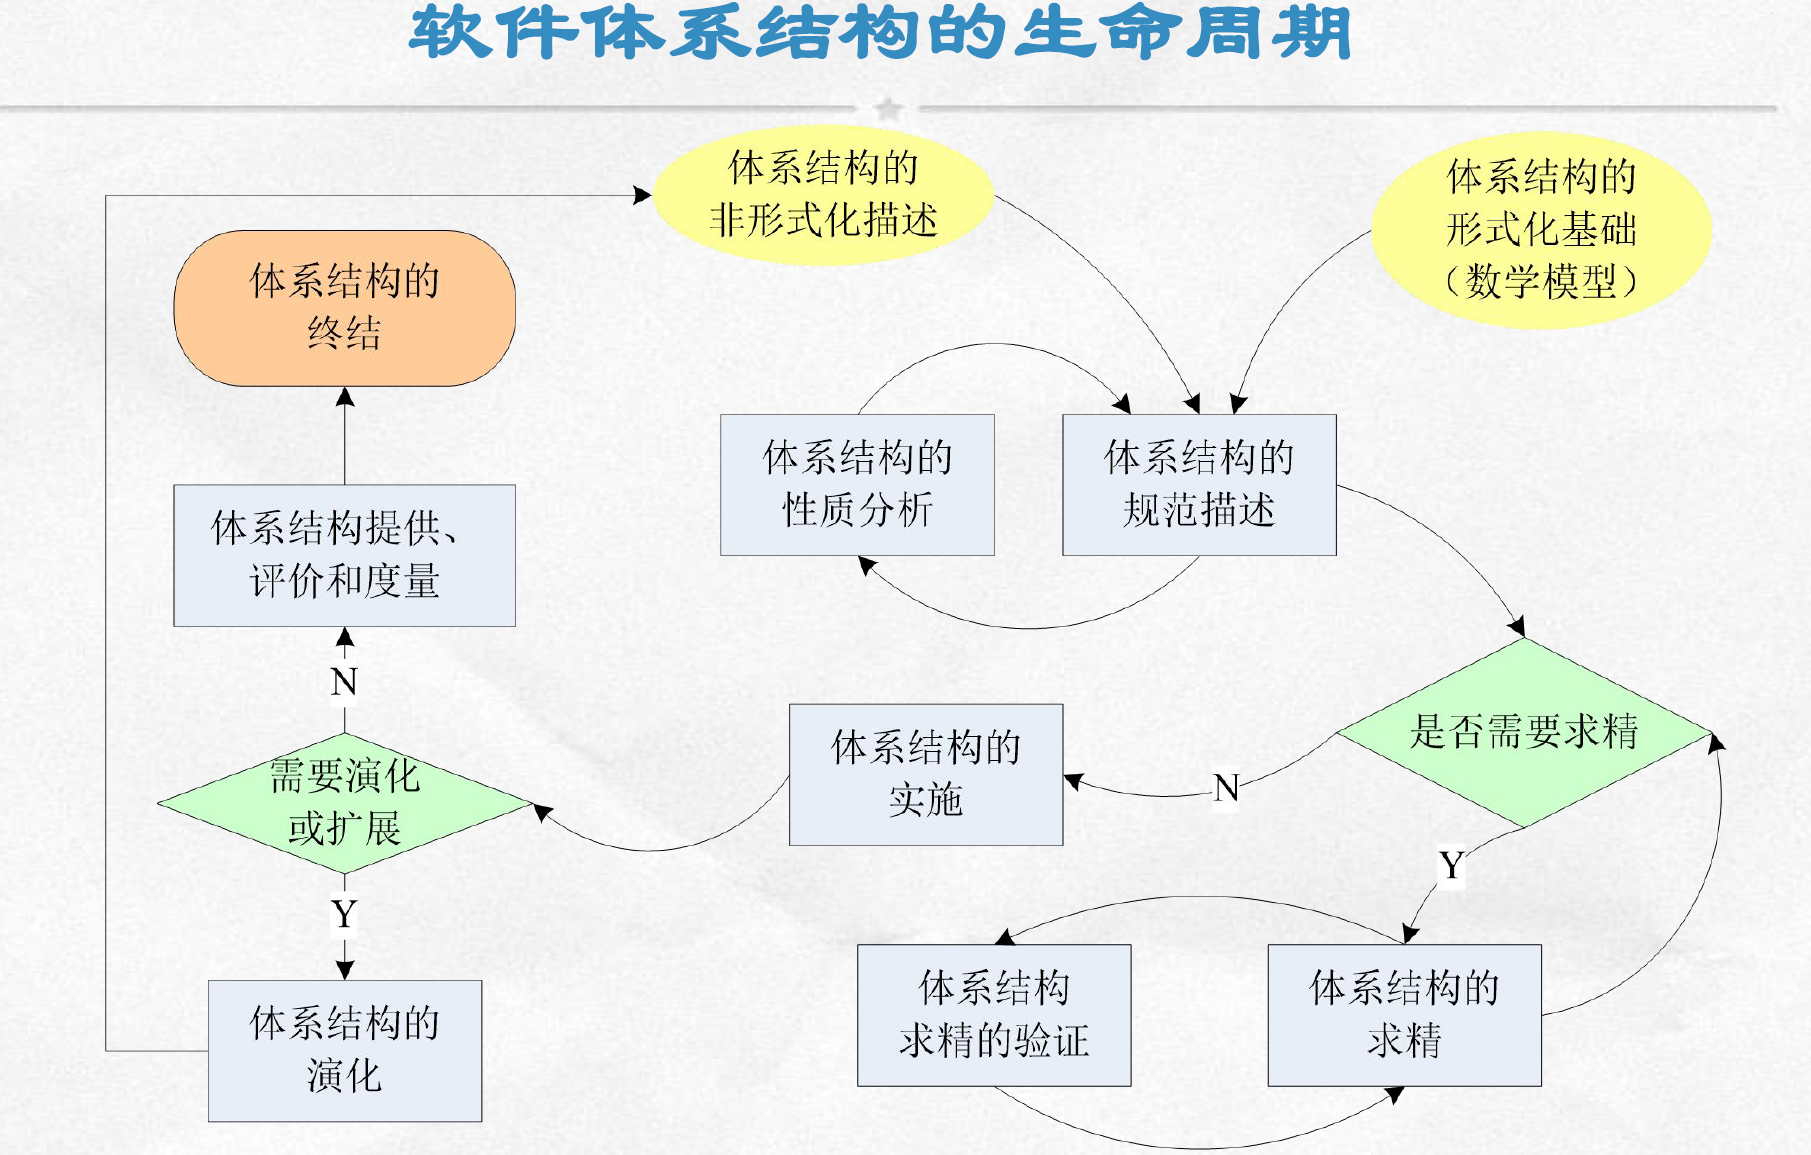 软件体系结构的生命周期
体系结构的
非形式化描述
体系结构的
形式化基础
（数学模型）
体系结构的
终结
体系结构的
性质分析
体系结构的
规范描述
体系结构提供、
评价和度量
N
是否需要求精
体系结构的
实施
N
需要演化
或扩展
Y
Y
体系结构
求精的验证
体系结构的
求精
体系结构的
演化